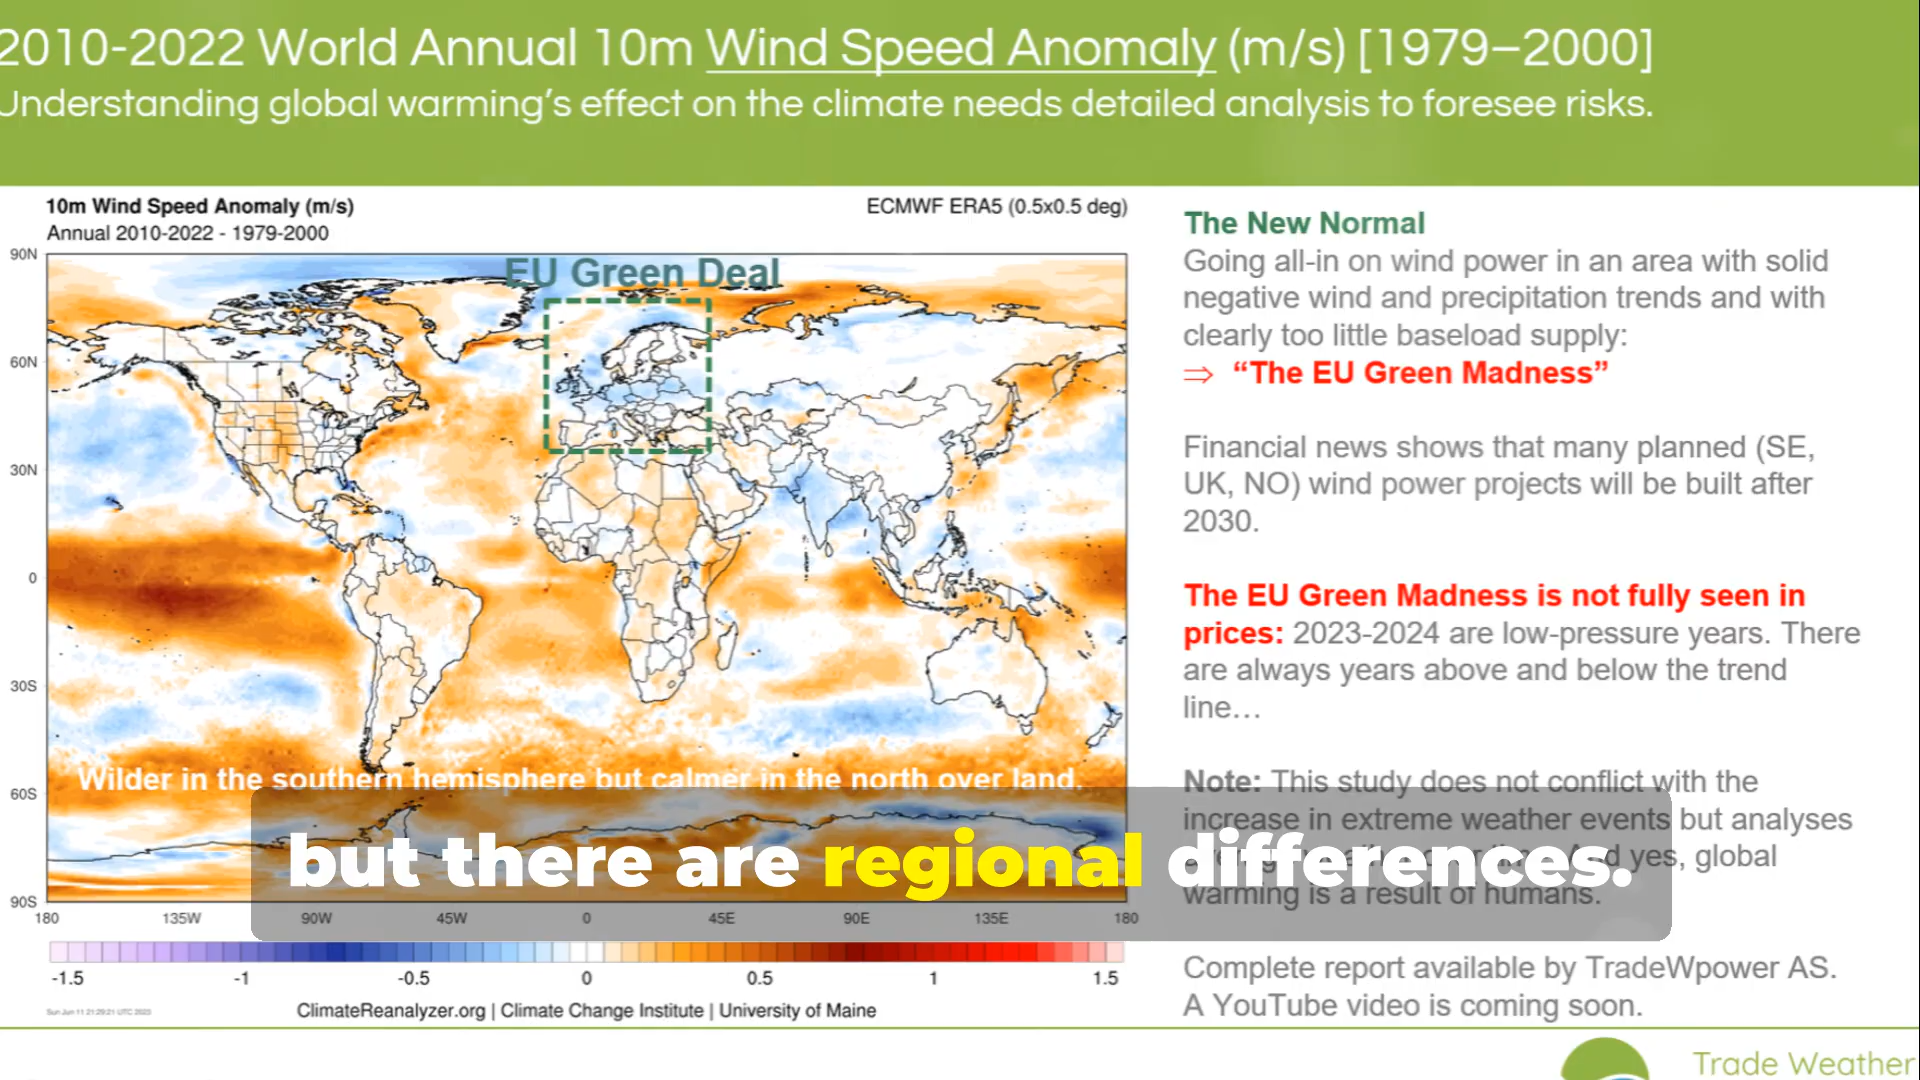 2010-2022 World Annual 10m Wind Speed Anomaly (m/s) [1979–2000]
Understanding global warming's effect on the climate needs detailed analysis to foresee risks.
10m Wind Speed Anomaly (m/s)
ECMWF ERA5 (0.5x0.5 deg)
Annual 2010-2022 - 1979-2000
90N
60N
30N
0
30S
60S
90S
EU Green Deal
Wilder in the southern hemisphere but calmer in the north over land.
180 135W 90W 45W 0 45E 90E 135E 180
-1.5 -1 -0.5 0 0.5 1 1.5
Sun Jun 11 21:29:21 UTC 2023
ClimateReanalyzer.org | Climate Change Institute | University of Maine
The New Normal
Going all-in on wind power in an area with solid
negative wind and precipitation trends and with
clearly too little baseload supply:
⇒ “The EU Green Madness”
Financial news shows that many planned (SE,
UK, NO) wind power projects will be built after
2030.
The EU Green Madness is not fully seen in
prices: 2023-2024 are low-pressure years. There
are always years above and below the trend
line…
Note: This study does not conflict with the
increase in extreme weather events but analyses
And yes, global
warming is a result of humans.
Complete report available by TradeWpower AS.
A YouTube video is coming soon.
but there are regional differences.
Trade Weather